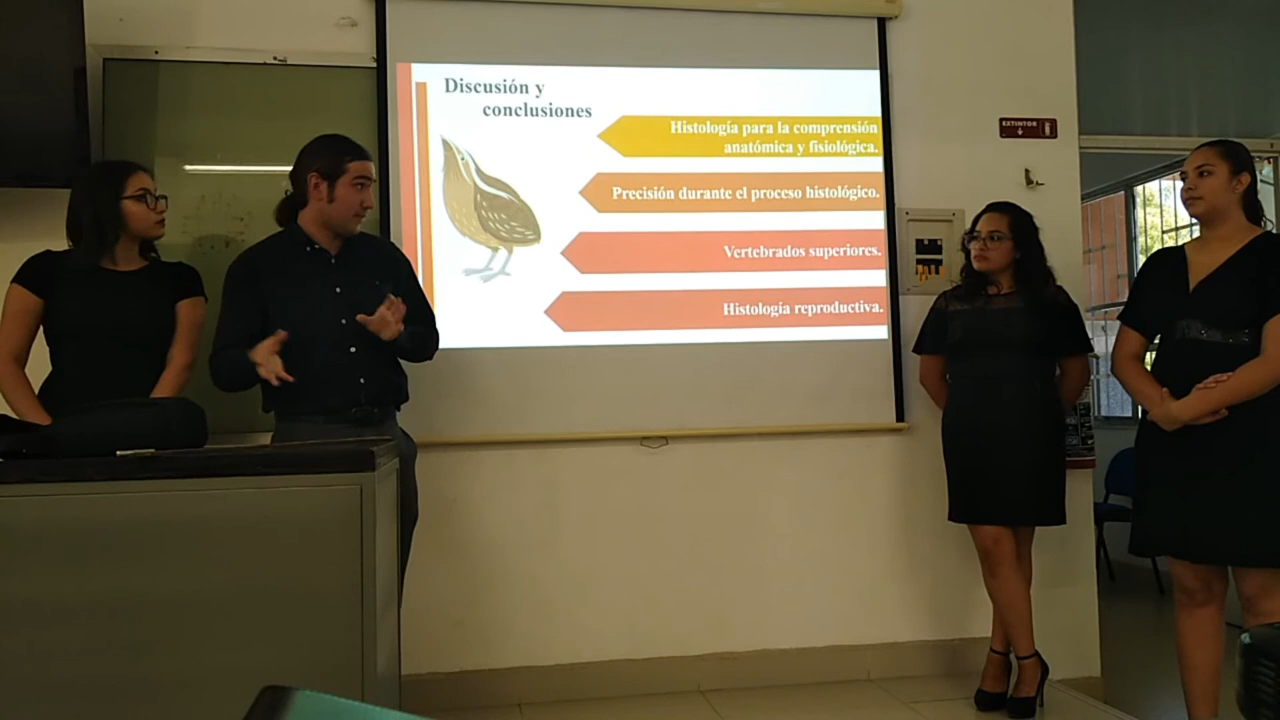 Discusión y
conclusiones
Histología para la comprensión
anatómica y fisiológica.
Precisión durante el proceso histológico.
Vertebrados superiores.
Histología reproductiva.
EXTINTOR